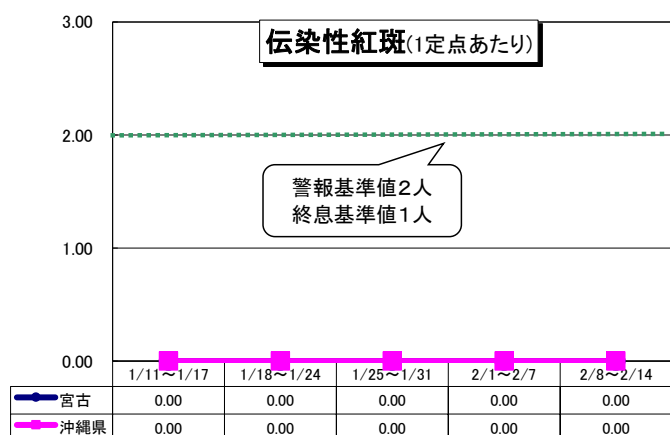 3.00
伝染性紅斑(1定点あたり)
2.00
警報基準値２人
終息基準値１人
1.00
0.00
1/11～1/17 1/18～1/24 1/25～1/31 2/1～2/7 2/8～2/14
宮古 0.00 0.00 0.00 0.00 0.00
沖縄県 0.00 0.00 0.00 0.00 0.00